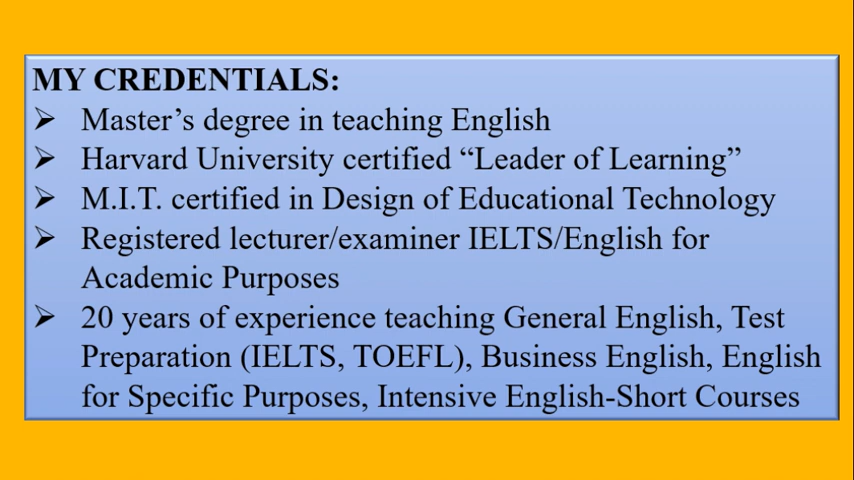 MY CREDENTIALS:
➢ Master’s degree in teaching English
➢ Harvard University certified “Leader of Learning”
➢ M.I.T. certified in Design of Educational Technology
➢ Registered lecturer/examiner IELTS/English for
Academic Purposes
➢ 20 years of experience teaching General English, Test
Preparation (IELTS, TOEFL), Business English, English
for Specific Purposes, Intensive English-Short Courses